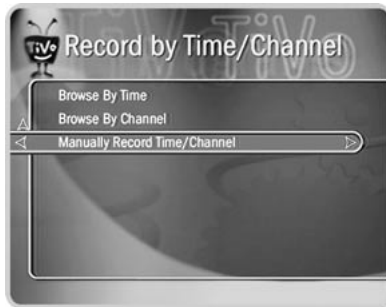 TiVo
Record by Time/Channel
Browse By Time
Browse By Channel
Manually Record Time/Channel